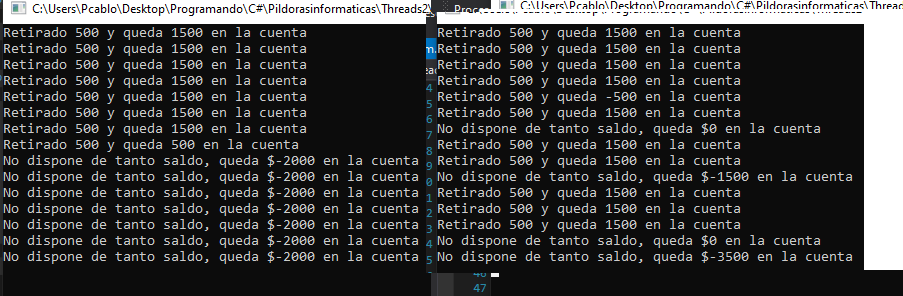 C:\Users\Pcablo\Desktop\Programando\C#\Pildorasinformaticas\Threads2\
Retirado 500 y queda 1500 en la cuenta
Retirado 500 y queda 1500 en la cuenta
Retirado 500 y queda 1500 en la cuenta
Retirado 500 y queda 1500 en la cuenta
Retirado 500 y queda 1500 en la cuenta
Retirado 500 y queda 1500 en la cuenta
Retirado 500 y queda 1500 en la cuenta
Retirado 500 y queda 500 en la cuenta
No dispone de tanto saldo, queda $-2000 en la cuenta
No dispone de tanto saldo, queda $-2000 en la cuenta
No dispone de tanto saldo, queda $-2000 en la cuenta
No dispone de tanto saldo, queda $-2000 en la cuenta
No dispone de tanto saldo, queda $-2000 en la cuenta
No dispone de tanto saldo, queda $-2000 en la cuenta
No dispone de tanto saldo, queda $-2000 en la cuenta
C:\Users\Pcablo\Desktop\Programando\C#\Pildorasinformaticas\Thread
Retirado 500 y queda 1500 en la cuenta
Retirado 500 y queda 1500 en la cuenta
Retirado 500 y queda 1500 en la cuenta
Retirado 500 y queda 1500 en la cuenta
Retirado 500 y queda -500 en la cuenta
Retirado 500 y queda 1500 en la cuenta
No dispone de tanto saldo, queda $0 en la cuenta
Retirado 500 y queda 1500 en la cuenta
Retirado 500 y queda 1500 en la cuenta
No dispone de tanto saldo, queda $-1500 en la cuenta
Retirado 500 y queda 1500 en la cuenta
Retirado 500 y queda 1500 en la cuenta
Retirado 500 y queda 1500 en la cuenta
No dispone de tanto saldo, queda $0 en la cuenta
No dispone de tanto saldo, queda $-3500 en la cuenta
47